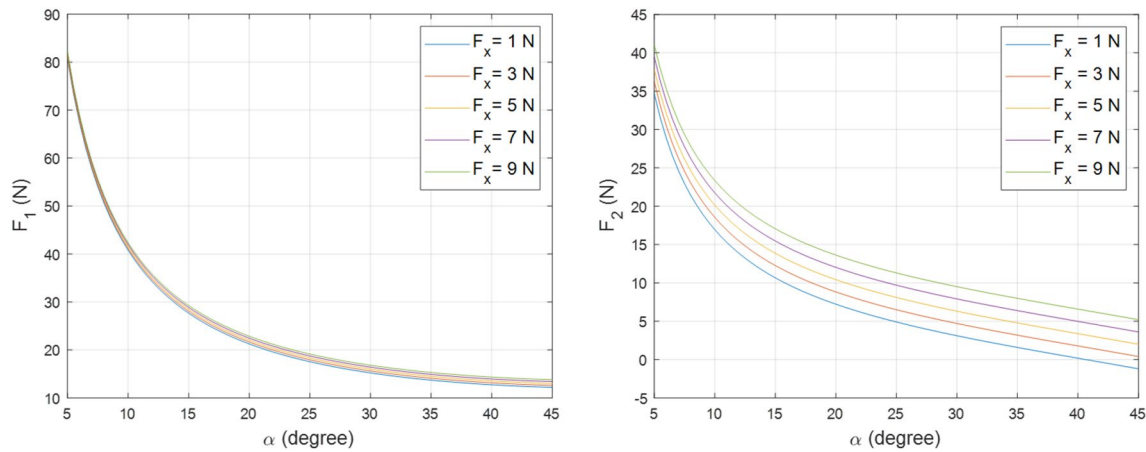 90
80
70
60
50
40
30
20
10
F1 (N)
5 10 15 20 25 30 35 40 45
α (degree)
Fx= 1 N
Fx= 3 N
Fx= 5 N
Fx= 7 N
Fx= 9 N
45
40
35
30
25
20
15
10
5
0
-5
F2 (N)
5 10 15 20 25 30 35 40 45
α (degree)
Fx= 1 N
Fx= 3 N
Fx= 5 N
Fx= 7 N
Fx= 9 N